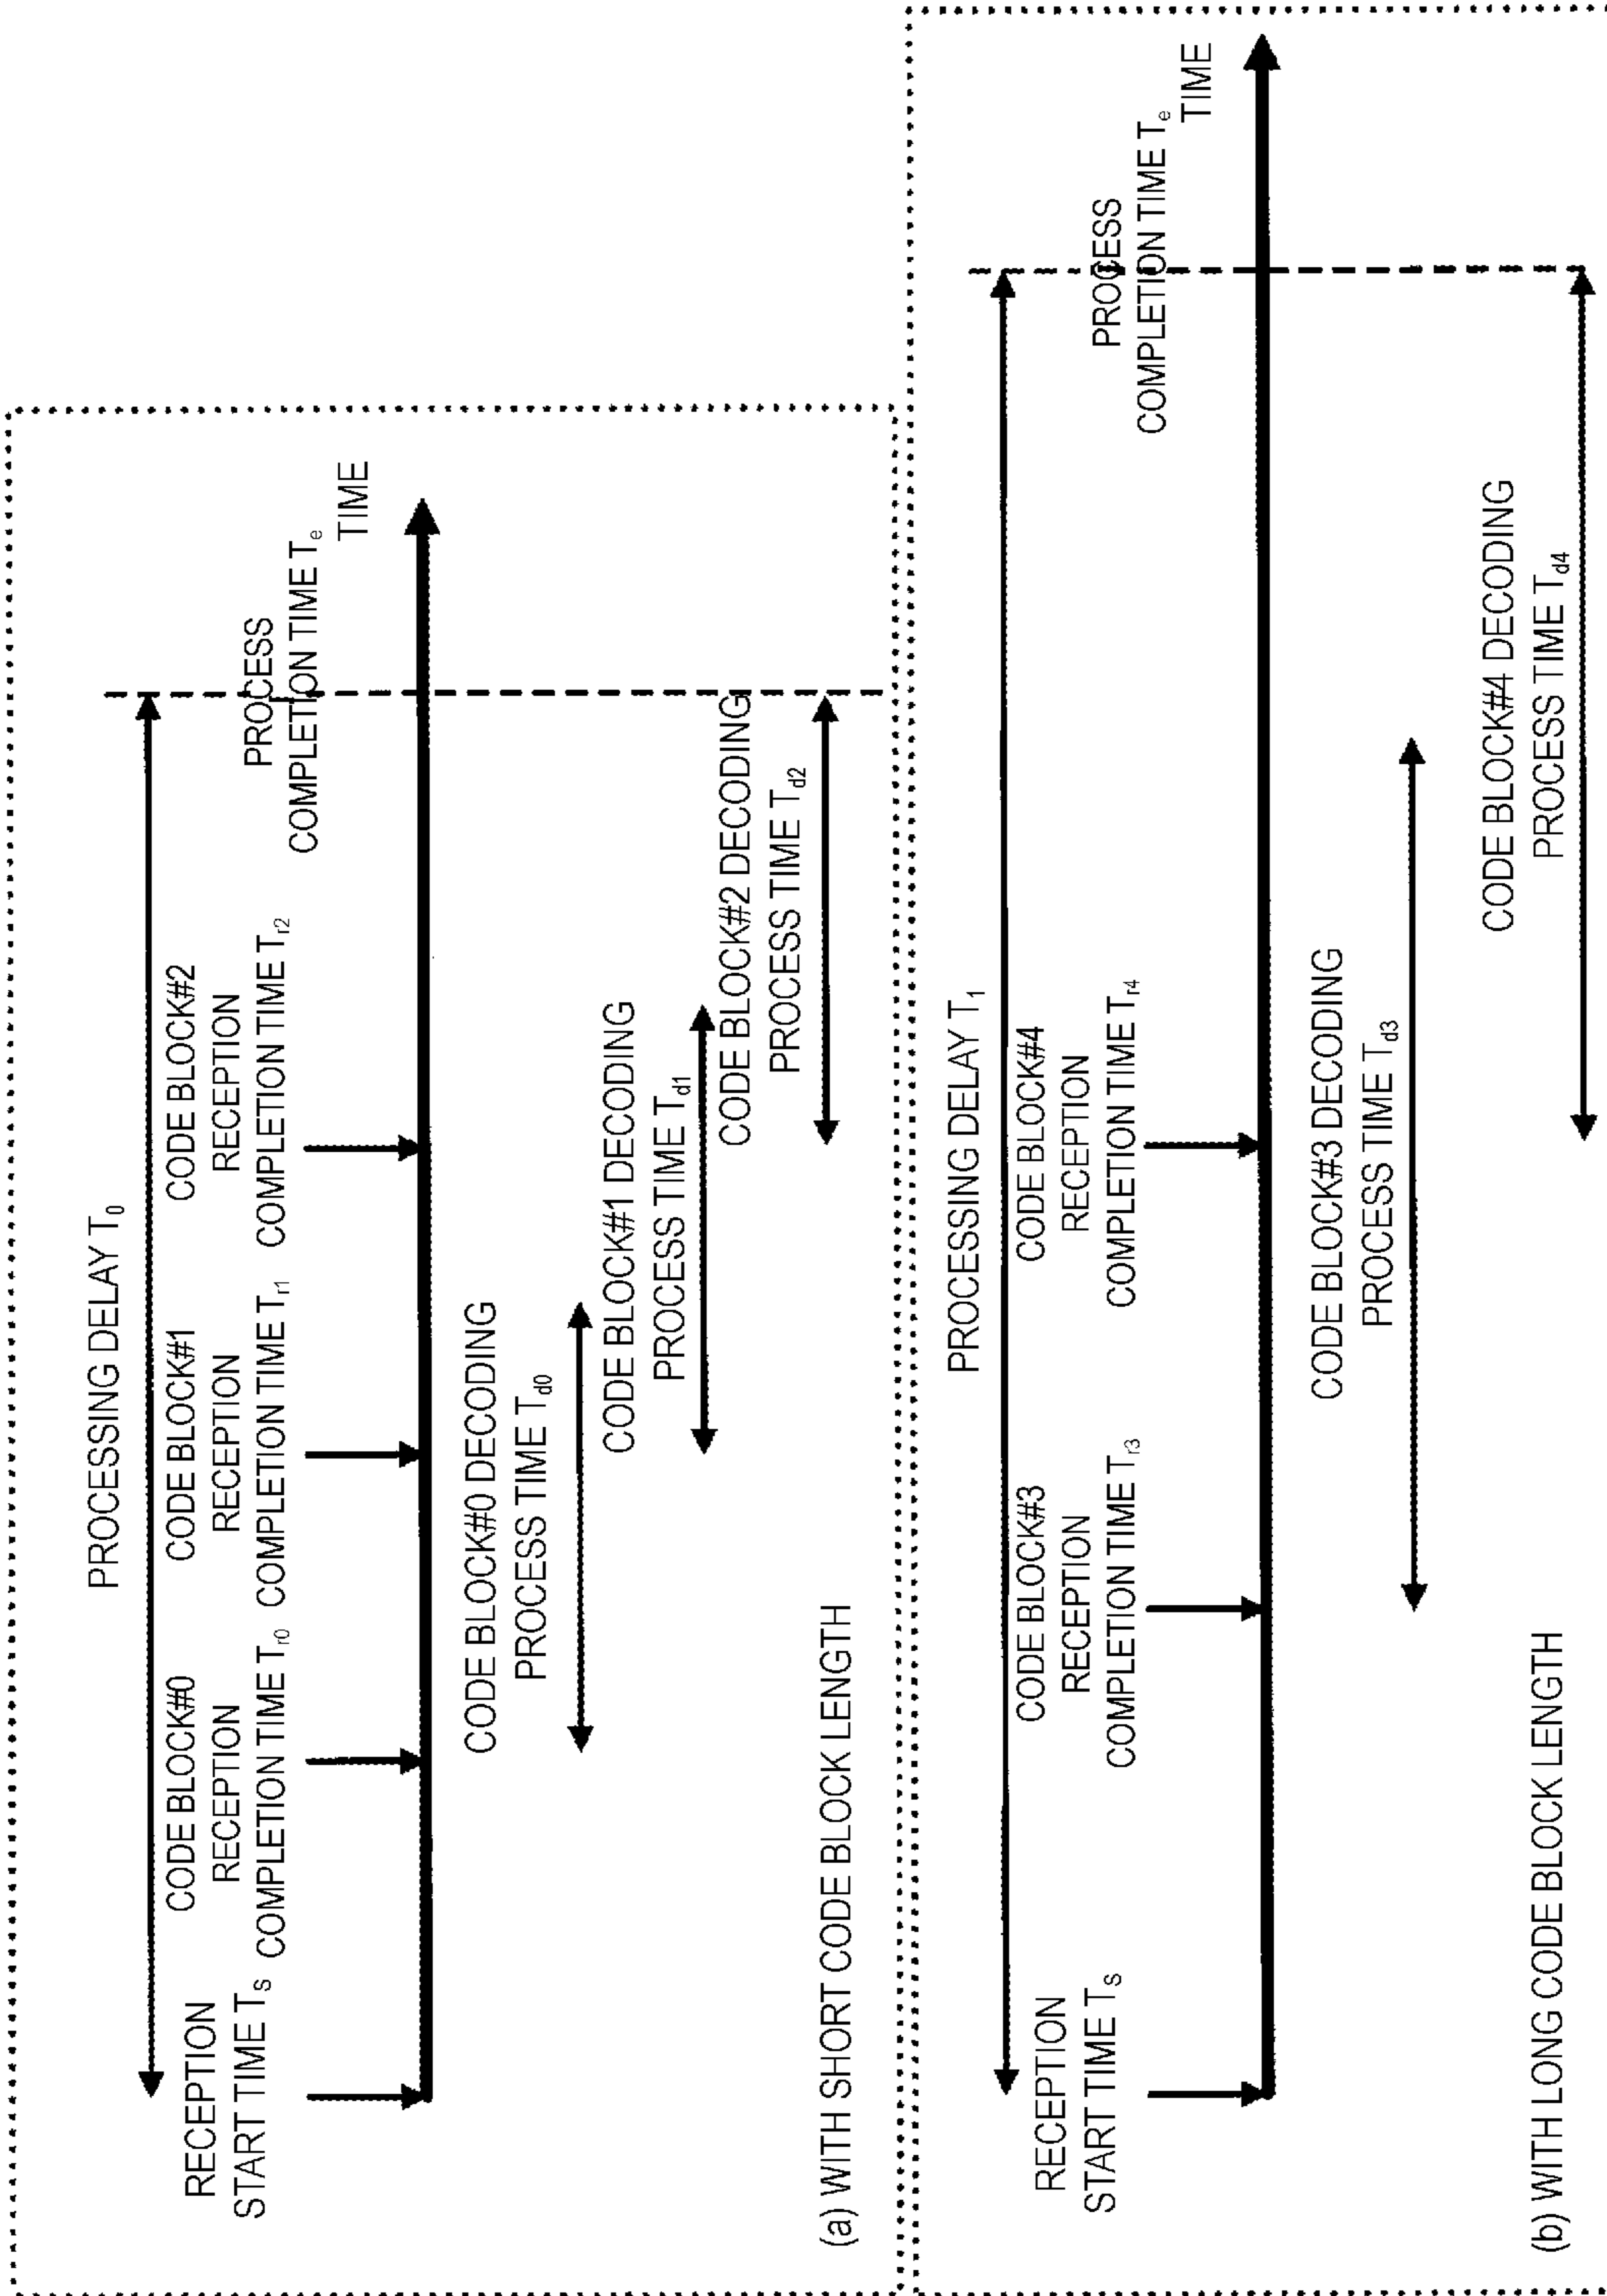 PROCESSING DELAY T0
RECEPTION
START TIME TS
CODE BLOCK#0
RECEPTION
COMPLETION TIME Tr0
CODE BLOCK#1
RECEPTION
COMPLETION TIME Tr1
CODE BLOCK#2
RECEPTION
COMPLETION TIME Tr2
PROCESS
COMPLETION TIME Te
TIME
CODE BLOCK#0 DECODING
PROCESS TIME Td0
CODE BLOCK#1 DECODING
PROCESS TIME Td1
CODE BLOCK#2 DECODING
PROCESS TIME Td2
(a) WITH SHORT CODE BLOCK LENGTH
PROCESSING DELAY T1
RECEPTION
START TIME TS
CODE BLOCK#3
RECEPTION
COMPLETION TIME Tr3
CODE BLOCK#4
RECEPTION
COMPLETION TIME Tr4
PROCESS
COMPLETION TIME Te
TIME
CODE BLOCK#3 DECODING
PROCESS TIME Td3
CODE BLOCK#4 DECODING
PROCESS TIME Td4
(b) WITH LONG CODE BLOCK LENGTH